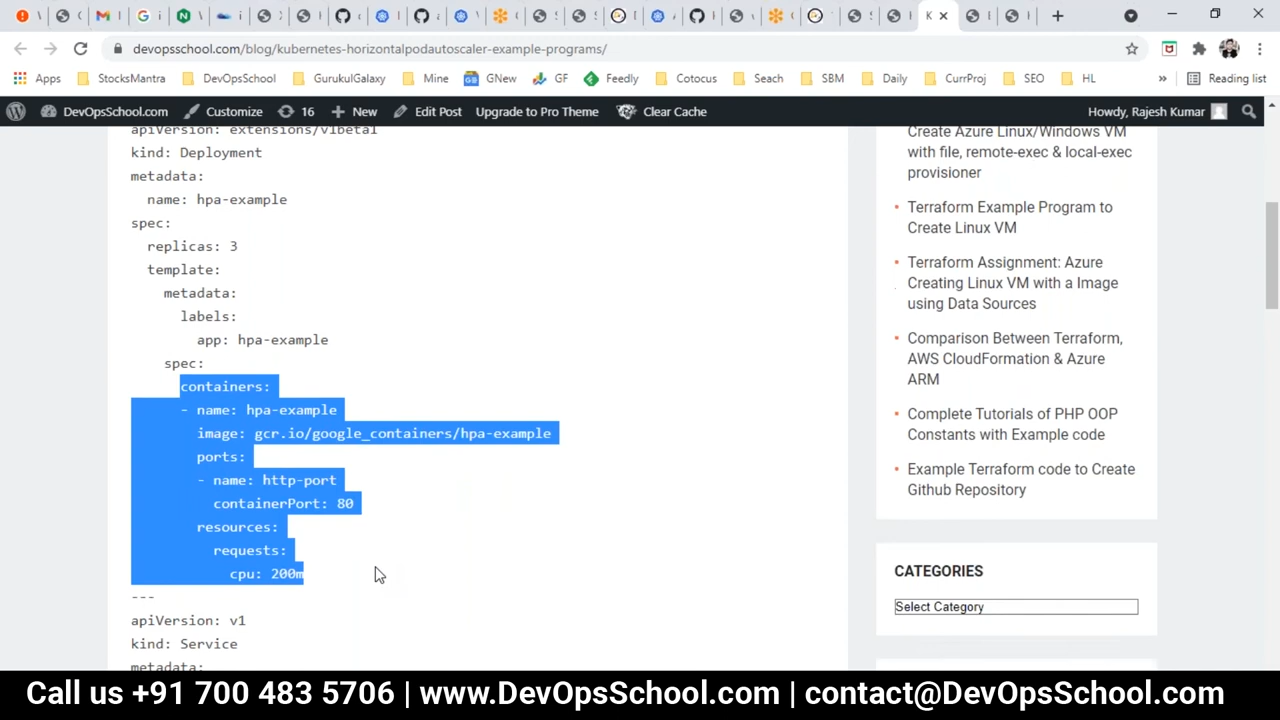 devopsschool.com/blog/kubernetes-horizontalpodautoscaler-example-programs/
Apps StocksMantra DevOpsSchool GurukulGalaxy Mine GNew GF Feedly Cotocus Seach SBM Daily CurrProj SEO HL » Reading list
DevOpsSchool.com Customize 16 New Edit Post Upgrade to Pro Theme Clear Cache Howdy, Rajesh Kumar
apiVersion: extensions/v1beta1
kind: Deployment
metadata:
name: hpa-example
spec:
replicas: 3
template:
metadata:
labels:
app: hpa-example
spec:
containers:
- name: hpa-example
image: gcr.io/google_containers/hpa-example
ports:
- name: http-port
containerPort: 80
resources:
requests:
cpu: 200m
---
apiVersion: v1
kind: Service
metadata:
Create Azure Linux/Windows VM
with file, remote-exec & local-exec
provisioner
Terraform Example Program to
Create Linux VM
Terraform Assignment: Azure
Creating Linux VM with a Image
using Data Sources
Comparison Between Terraform,
AWS CloudFormation & Azure
ARM
Complete Tutorials of PHP OOP
Constants with Example code
Example Terraform code to Create
Github Repository
CATEGORIES
Select Category
Call us +91 700 483 5706 | www.DevOpsSchool.com | contact@DevOpsSchool.com